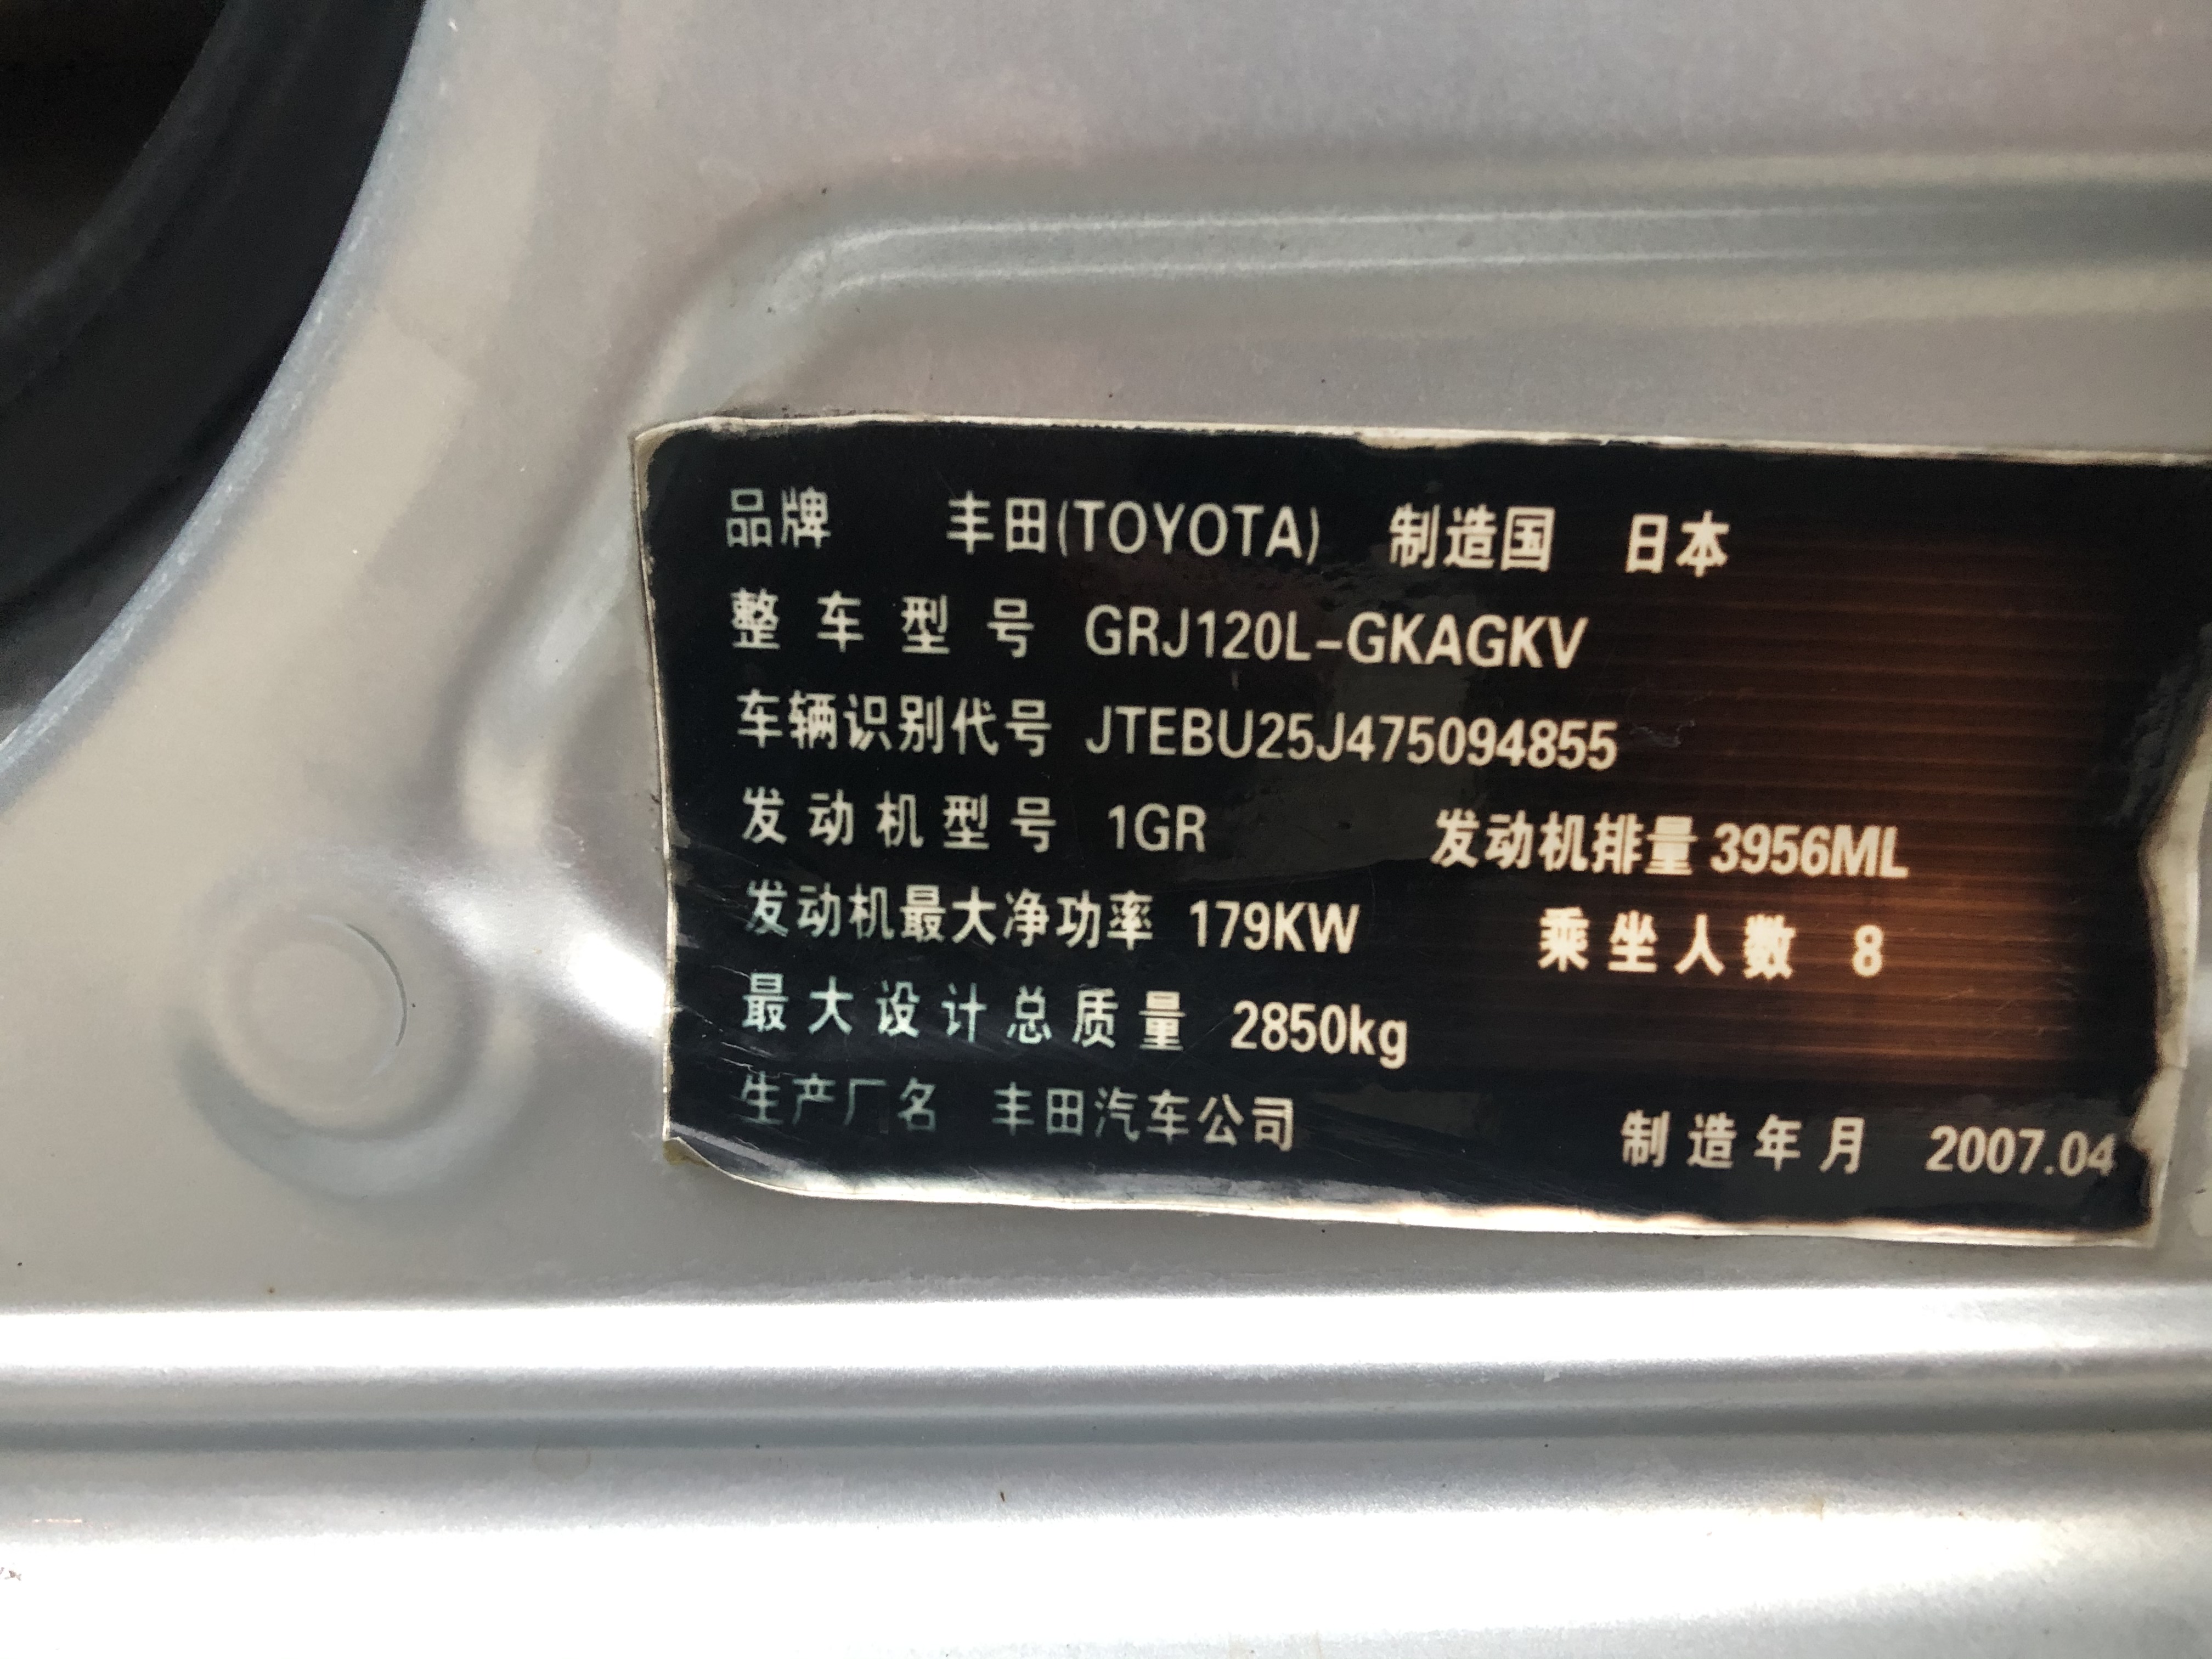 品牌 丰田(TOYOTA) 制造国 日本
整车型号 GRJ120L-GKAGKV
车辆识别代号 JTEBU25J475094855
发动机型号 1GR 发动机排量 3956ML
发动机最大净功率 179KW 乘坐人数 8
最大设计总质量 2850kg
生产厂名 丰田汽车公司 制造年月 2007.04